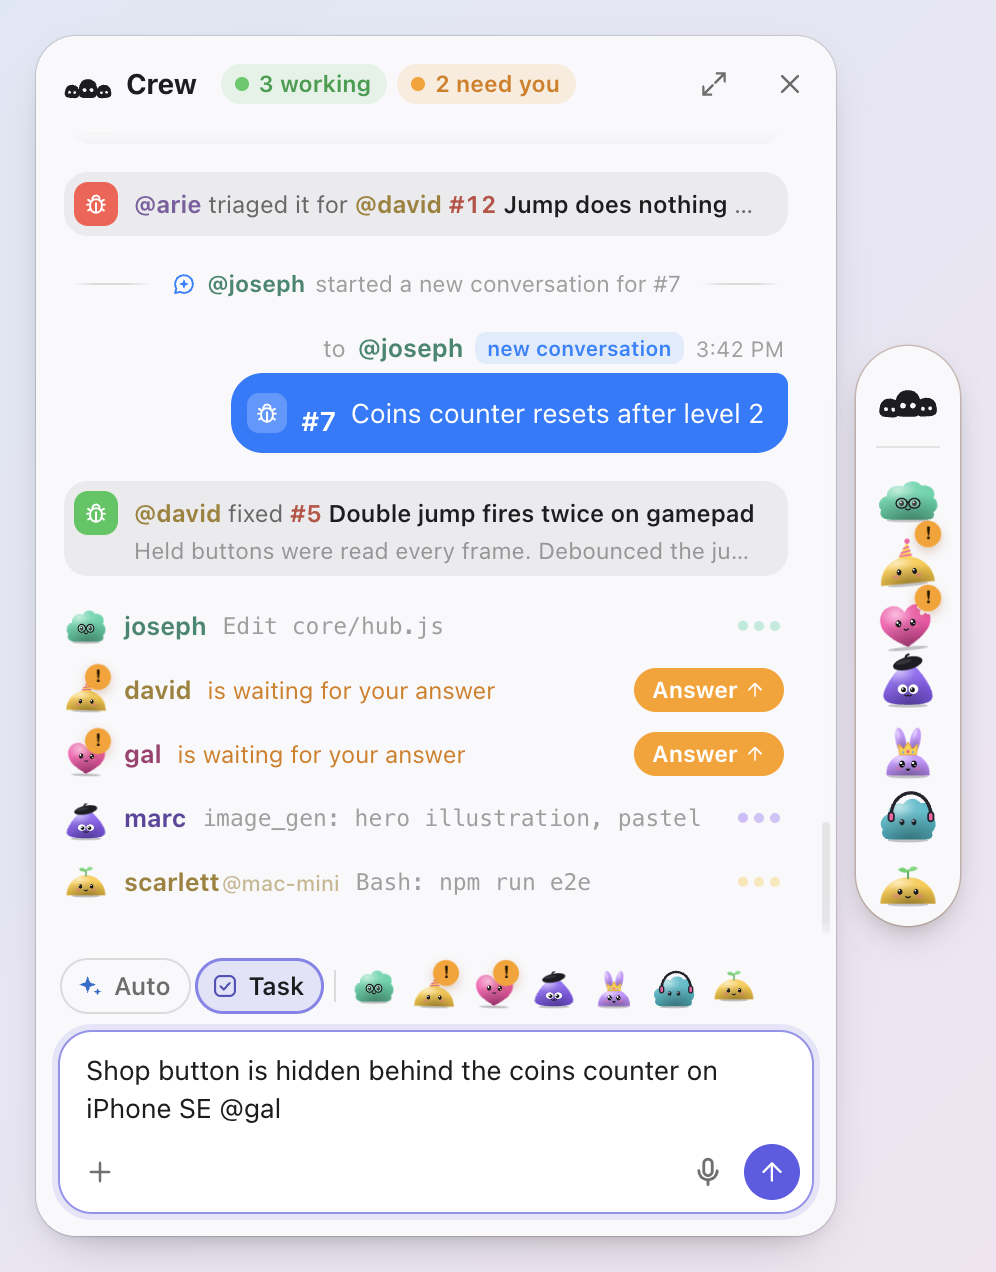 Crew 3 working 2 need you
@arie triaged it for @david #12 Jump does nothing ...
@joseph started a new conversation for #7
to @joseph new conversation 3:42 PM
#7 Coins counter resets after level 2
@david fixed #5 Double jump fires twice on gamepad
Held buttons were read every frame. Debounced the ju...
joseph Edit core/hub.js
! david is waiting for your answer Answer ↑
! gal is waiting for your answer Answer ↑
marc image_gen: hero illustration, pastel
scarlett@mac-mini Bash: npm run e2e
Auto Task ! !
Shop button is hidden behind the coins counter on
iPhone SE @gal
!
!